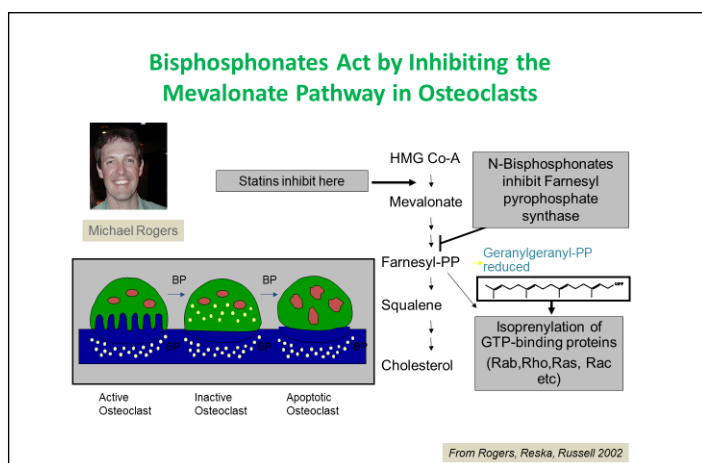 Bisphosphonates Act by Inhibiting the
Mevalonate Pathway in Osteoclasts
Michael Rogers
Statins inhibit here
HMG Co-A
Mevalonate
Farnesyl-PP
Squalene
Cholesterol
N-Bisphosphonates
inhibit Farnesyl
pyrophosphate
synthase
Geranylgeranyl-PP
reduced
Isoprenylation of
GTP-binding proteins
(Rab,Rho,Ras, Rac
etc)
BP
BP
BP
BP
Active
Osteoclast
Inactive
Osteoclast
Apoptotic
Osteoclast
From Rogers, Reska, Russell 2002